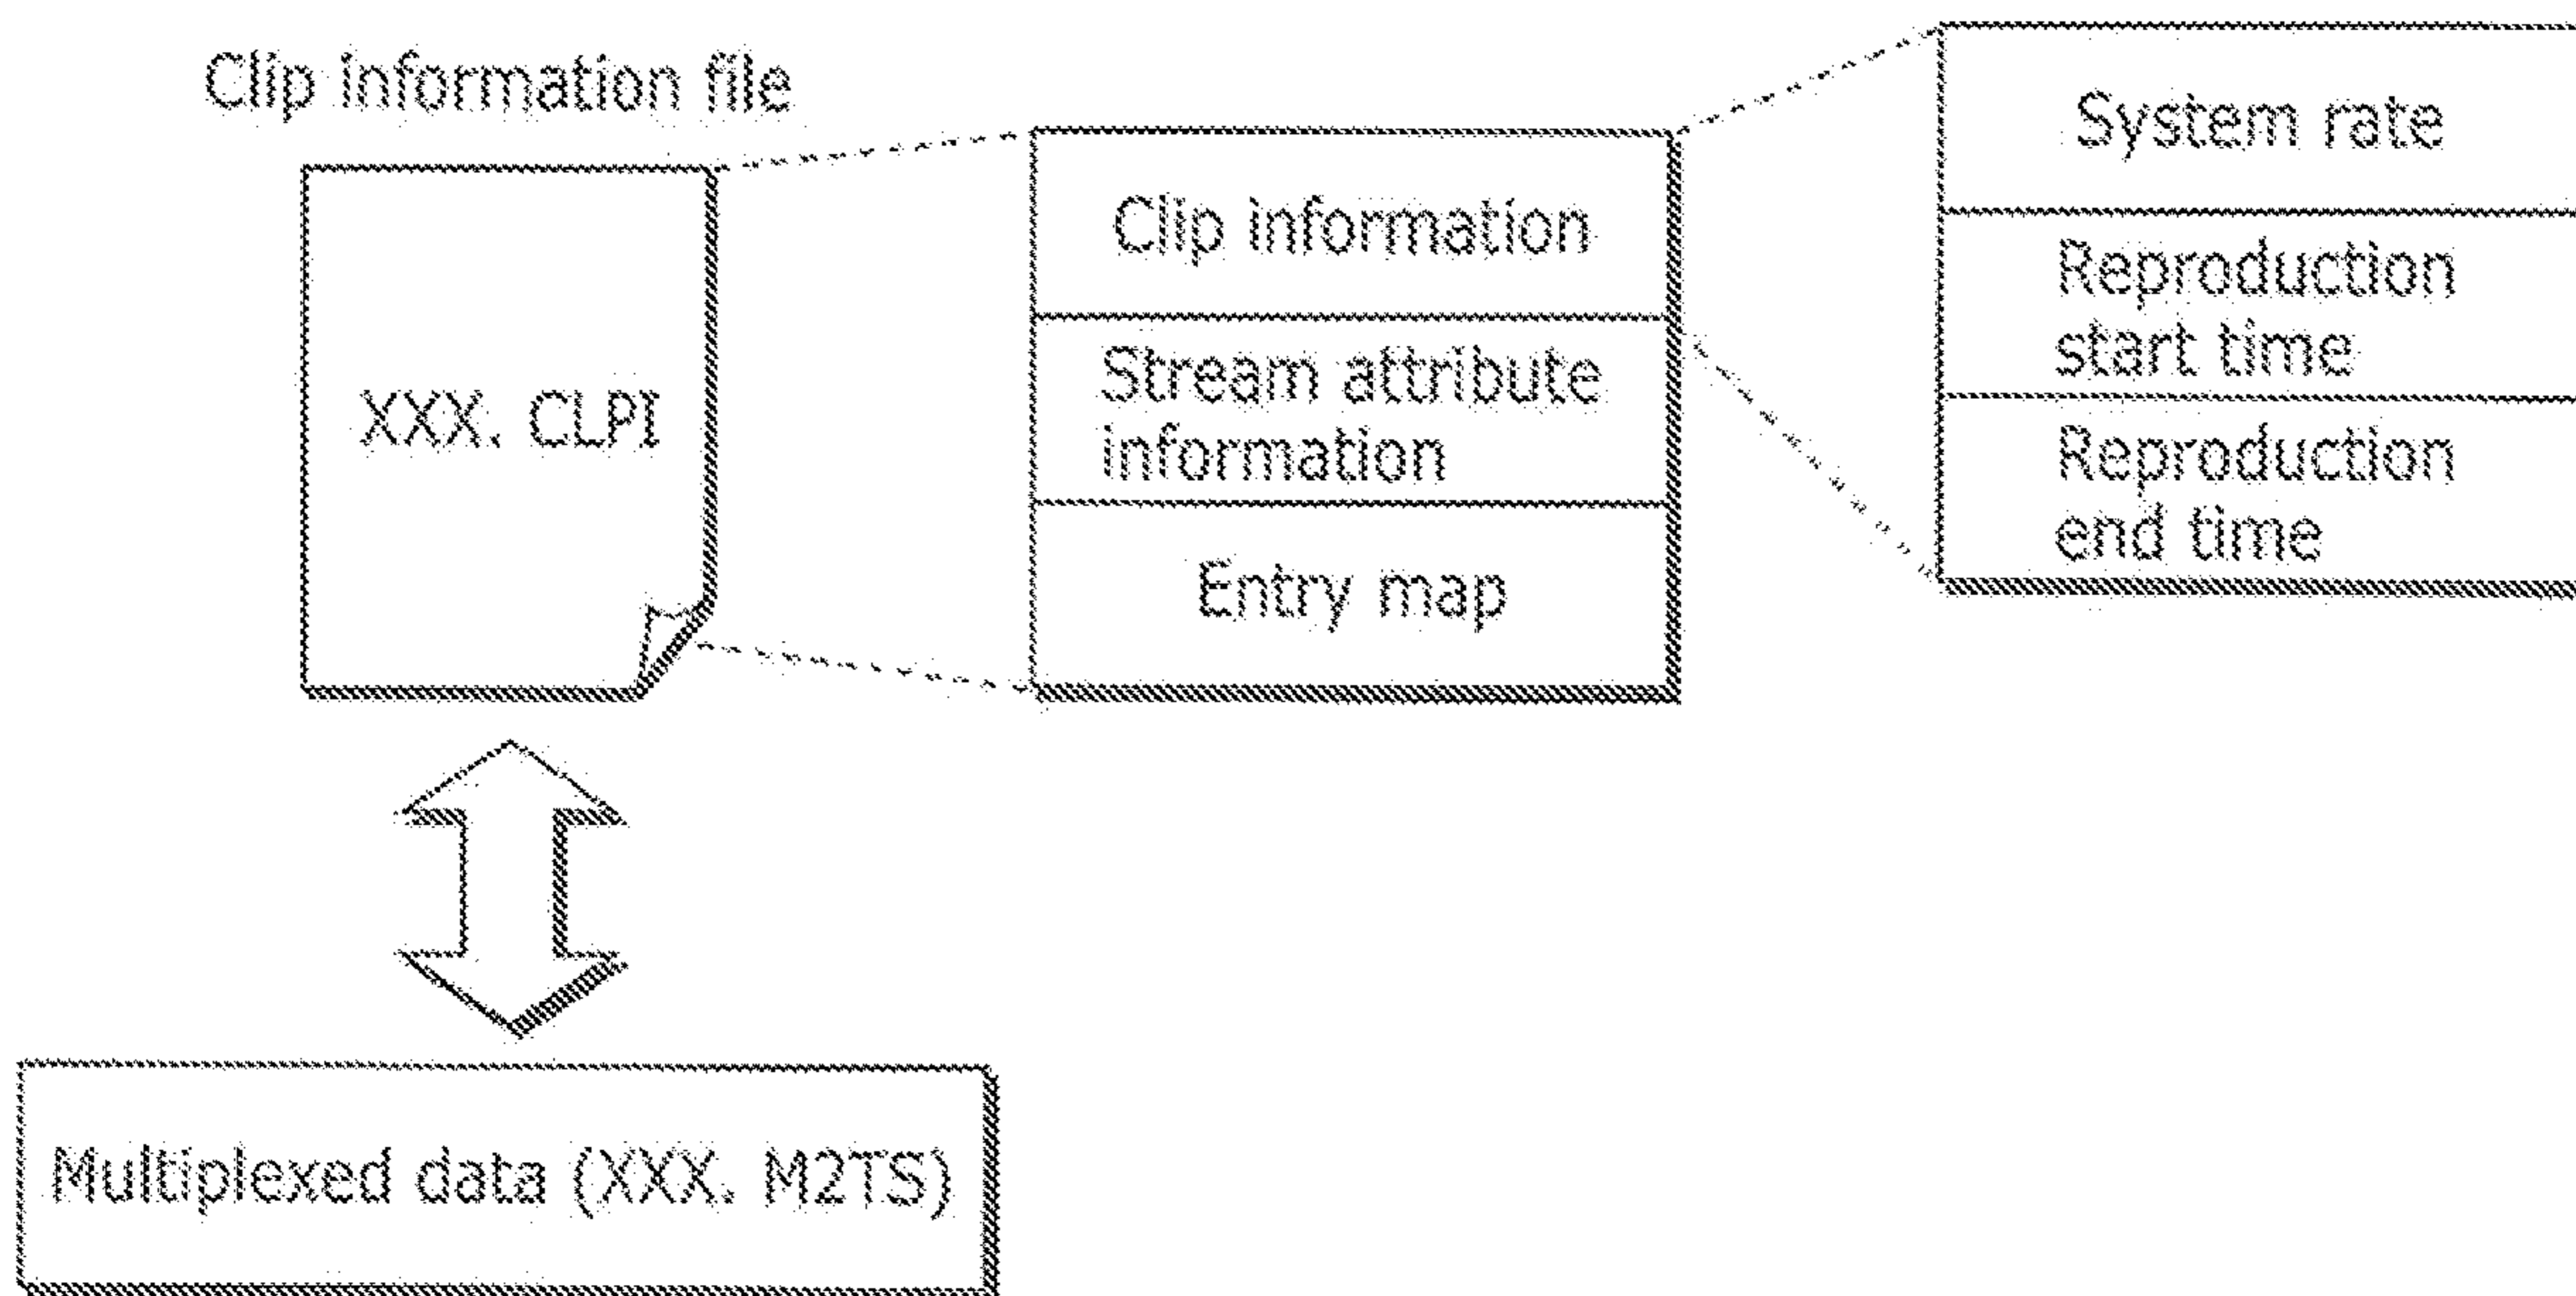 Clip information file
XXX. CLPI
Clip information
Stream attribute
information
Entry map
System rate
Reproduction
start time
Reproduction
end time
Multiplexed data (XXX. M2TS)